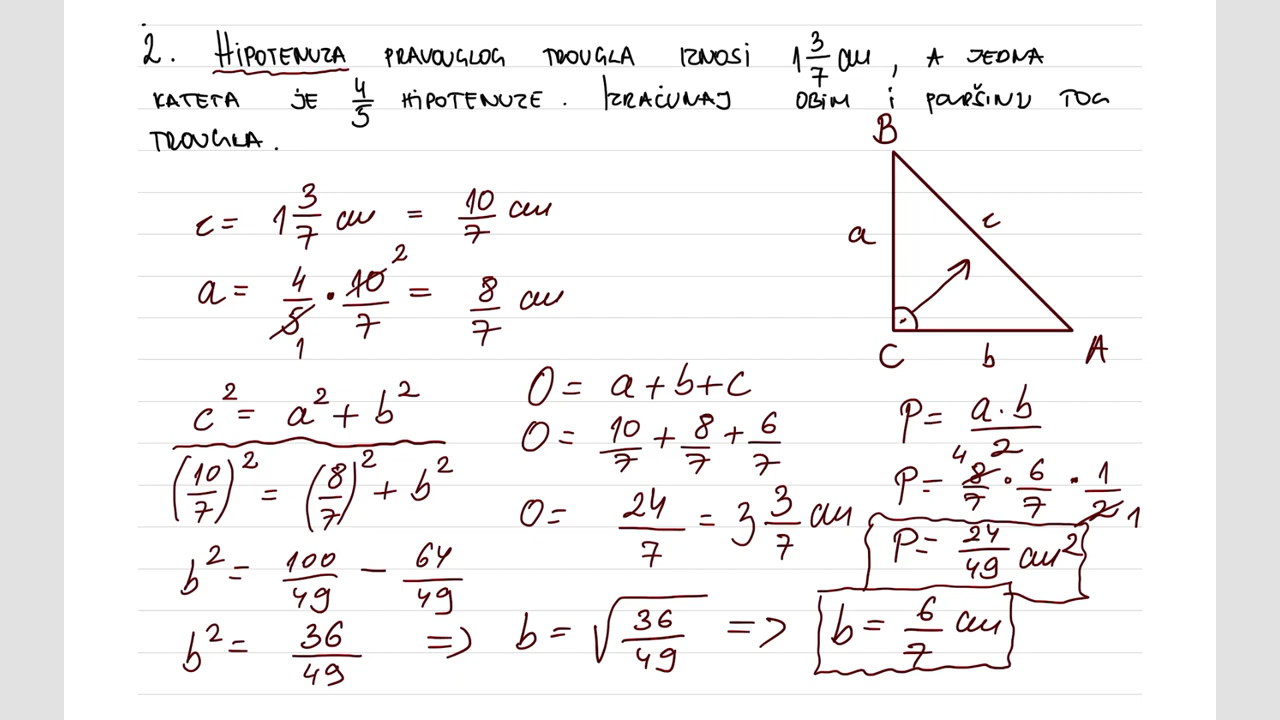 2. HIPOTENUZA PRAVOUGLOG TROUGLA IZNOSI 1 3/7 cm, A JEDNA
KATETA JE 4/5 HIPOTENUZE. IZRAČUNAJ OBIM I POVRŠINU TOG
TROUGLA.
B
a
c
C
b
A
c = 1 3/7 cm = 10/7 cm
a = 4/5 · 10/7 = 8/7 cm
1
2
c² = a² + b²
(10/7)² = (8/7)² + b²
b² = 100/49 − 64/49
b² = 36/49 => b = √(36/49) => b = 6/7 cm
O = a + b + c
O = 10/7 + 8/7 + 6/7
O = 24/7 = 3 3/7 cm
P = a · b / 2
P = 8/7 · 6/7 · 1/2
4
1
P = 24/49 cm²